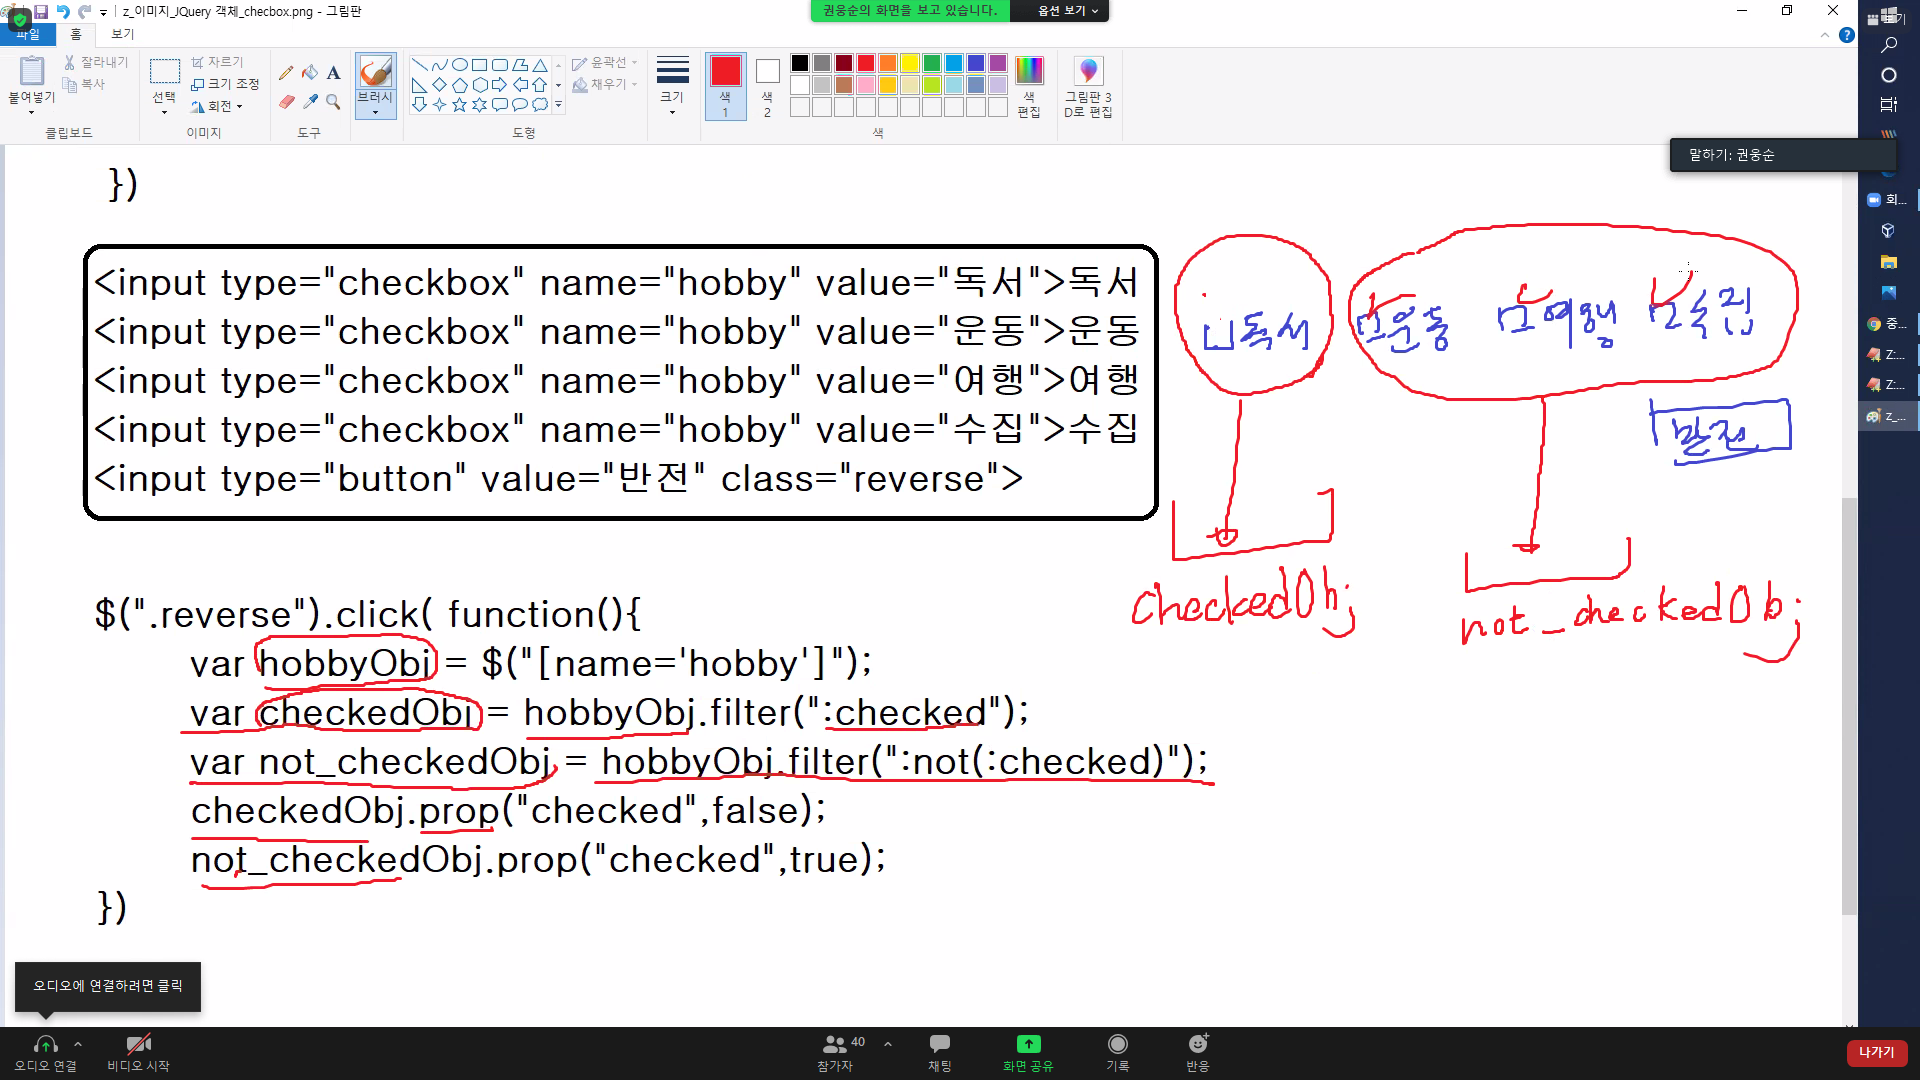 z_이미지_JQuery 객체_checbox.png - 그림판
권웅순의 화면을 보고 있습니다.
옵션 보기
파일
홈
보기
붙여넣기
잘라내기
복사
클립보드
선택
자르기
크기 조정
회전
이미지
A
도구
브러시
윤곽선
채우기
도형
크기
색 1
색 2
색 편집
색
그림판 3D로 편집
말하기: 권웅순
})
<input type="checkbox" name="hobby" value="독서">독서
<input type="checkbox" name="hobby" value="운동">운동
<input type="checkbox" name="hobby" value="여행">여행
<input type="checkbox" name="hobby" value="수집">수집
<input type="button" value="반전" class="reverse">
독서
운동
여행
수집
반전
checkedObj
not_checkedObj
$(".reverse").click( function(){
var hobbyObj = $("[name='hobby']");
var checkedObj = hobbyObj.filter(":checked");
var not_checkedObj = hobbyObj.filter(":not(:checked)");
checkedObj.prop("checked",false);
not_checkedObj.prop("checked",true);
})
회...
중...
Z:...
Z:...
z_...
오디오에 연결하려면 클릭
오디오 연결
비디오 시작
40
참가자
채팅
화면 공유
기록
반응
나가기